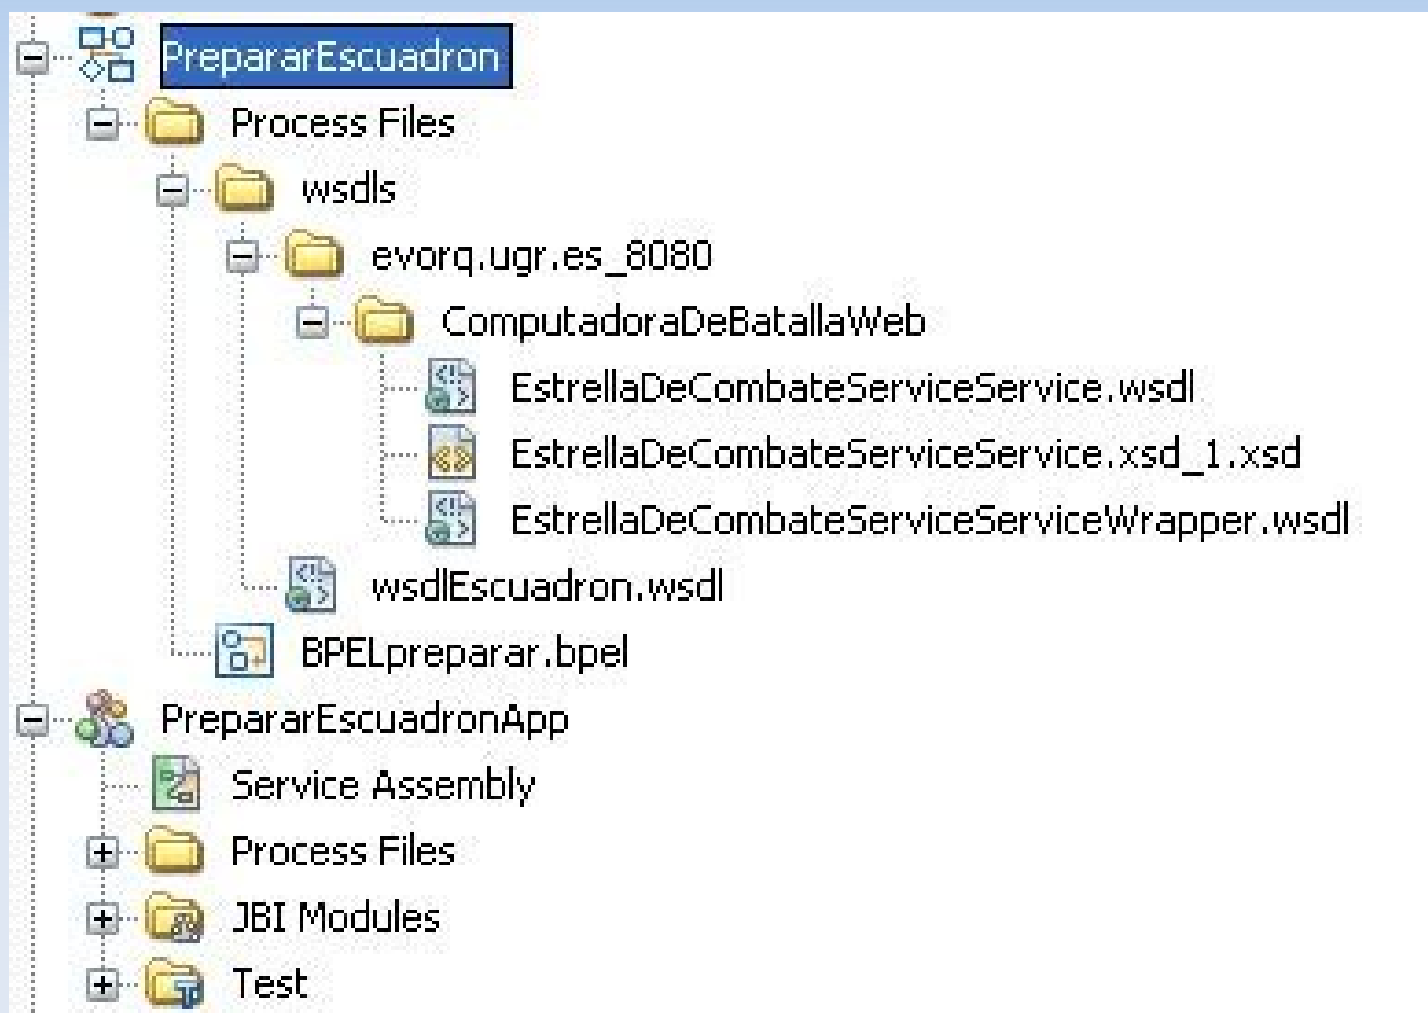 PrepararEscuadron
Process Files
wsdls
evorq.ugr.es_8080
ComputadoraDeBatallaWeb
EstrellaDeCombateServiceService.wsdl
EstrellaDeCombateServiceService.xsd_1.xsd
EstrellaDeCombateServiceServiceWrapper.wsdl
wsdlEscuadron.wsdl
BPELpreparar.bpel
PrepararEscuadronApp
Service Assembly
Process Files
JBI Modules
Test